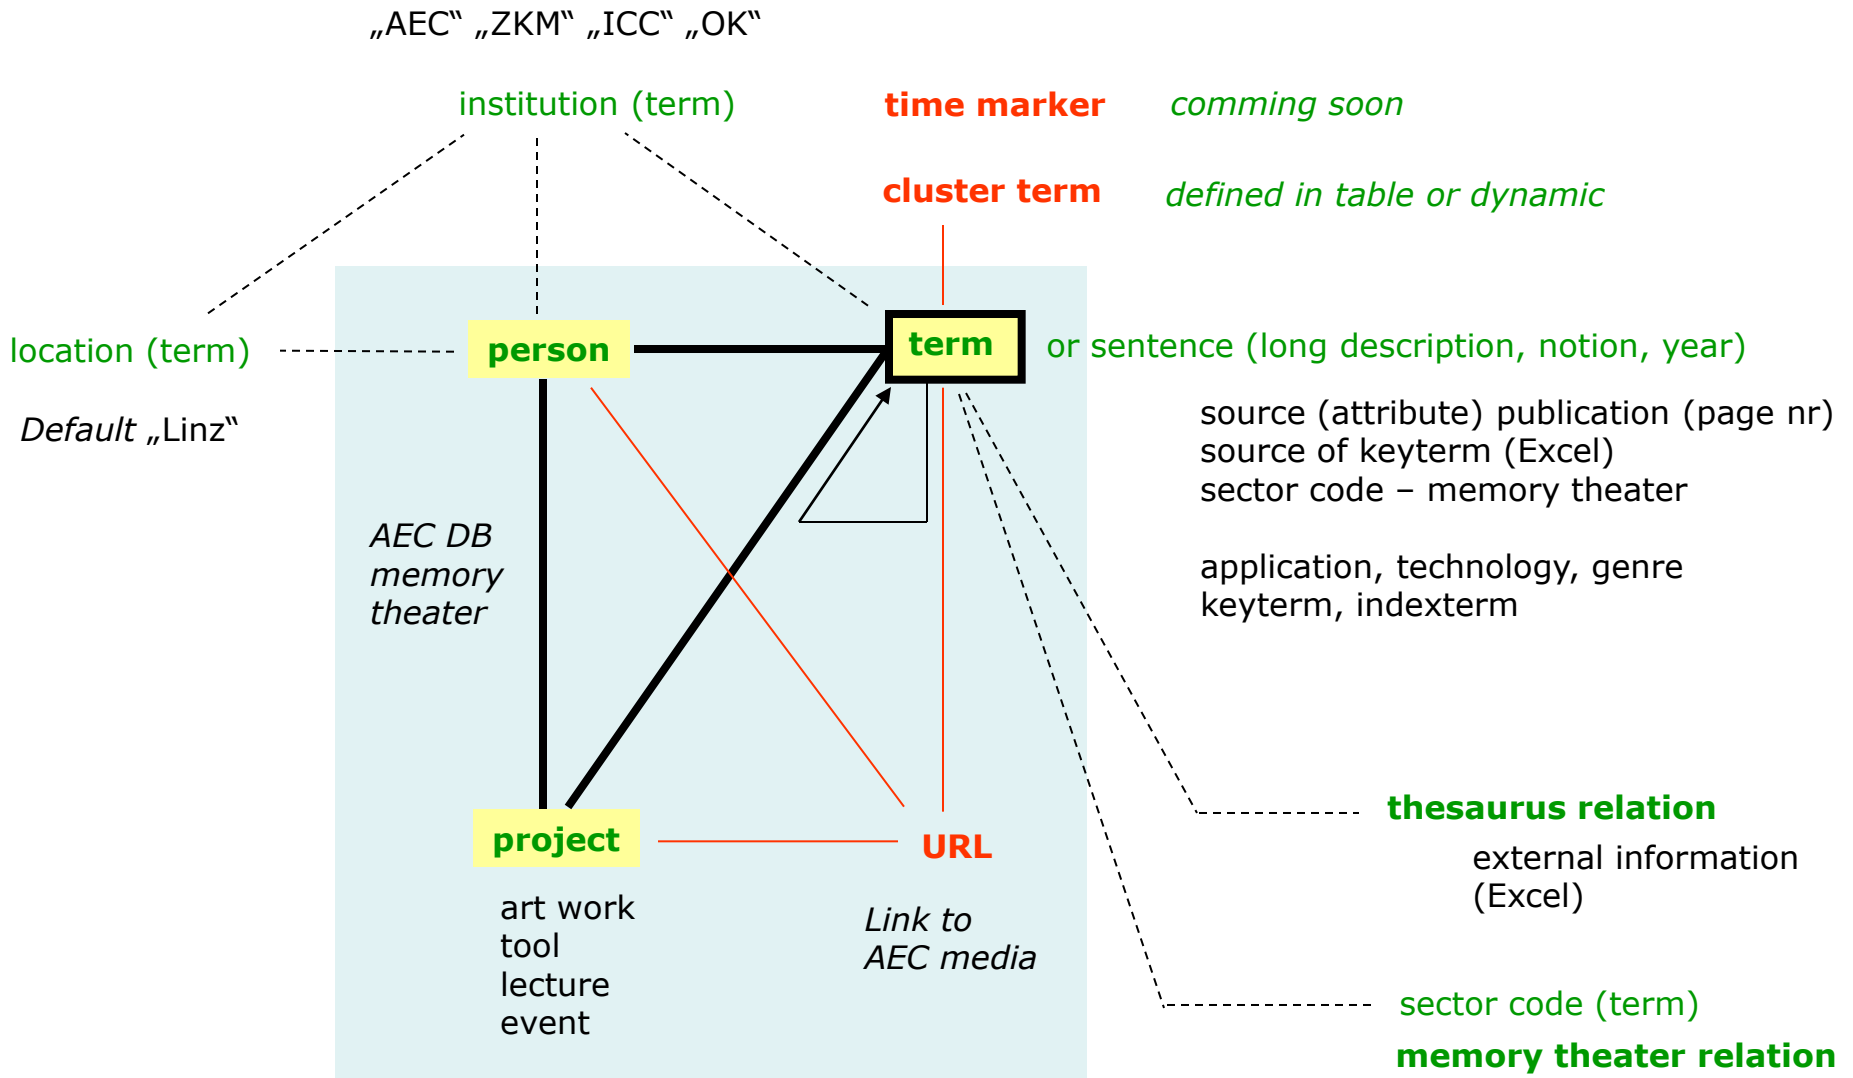 „AEC“ „ZKM“ „ICC“ „OK“
institution (term)
time marker
comming soon
cluster term
defined in table or dynamic
location (term)
person
term
or sentence (long description, notion, year)
Default „Linz“
source (attribute) publication (page nr)
source of keyterm (Excel)
sector code – memory theater
application, technology, genre
keyterm, indexterm
AEC DB
memory
theater
project
URL
thesaurus relation
external information
(Excel)
art work
tool
lecture
event
Link to
AEC media
sector code (term)
memory theater relation